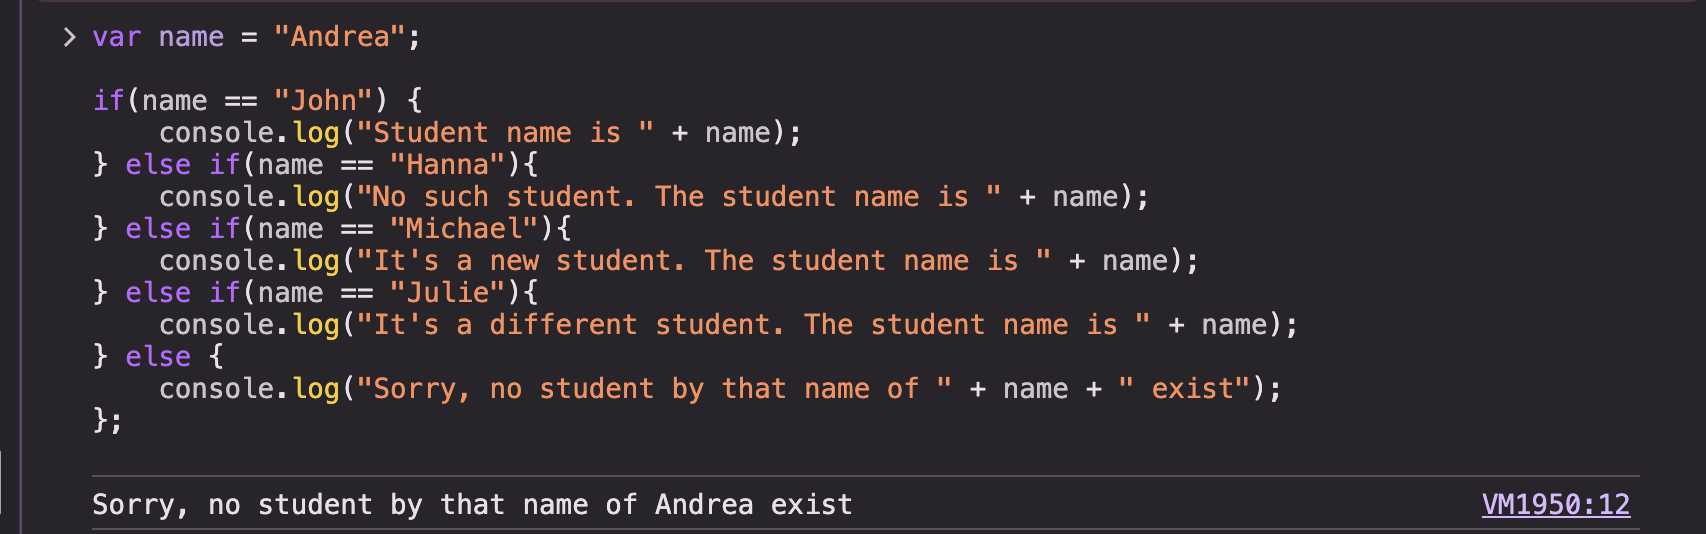 > var name = "Andrea";
if(name == "John") {
console.log("Student name is " + name);
} else if(name == "Hanna"){
console.log("No such student. The student name is " + name);
} else if(name == "Michael"){
console.log("It's a new student. The student name is " + name);
} else if(name == "Julie"){
console.log("It's a different student. The student name is " + name);
} else {
console.log("Sorry, no student by that name of " + name + " exist");
};
Sorry, no student by that name of Andrea exist VM1950:12